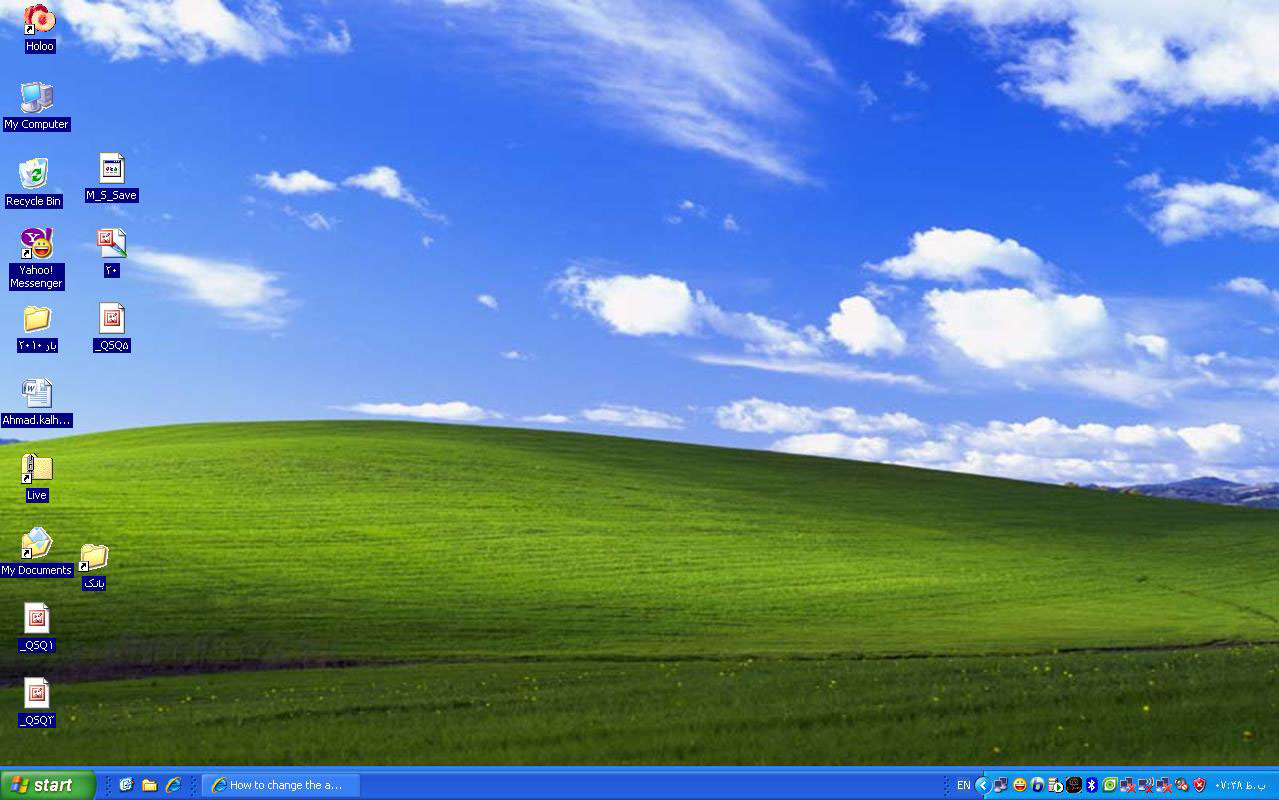 Holoo
My Computer
Recycle Bin
M_S_Save
Yahoo!
Messenger
۲۰
بار ۲۰۱۰
_QSQ۵
Ahmad.kalh...
Live
My Documents
بانک
_QSQ۱
_QSQ۲
start
How to change the a...
EN
۰۷:۲۸ ب.ظ